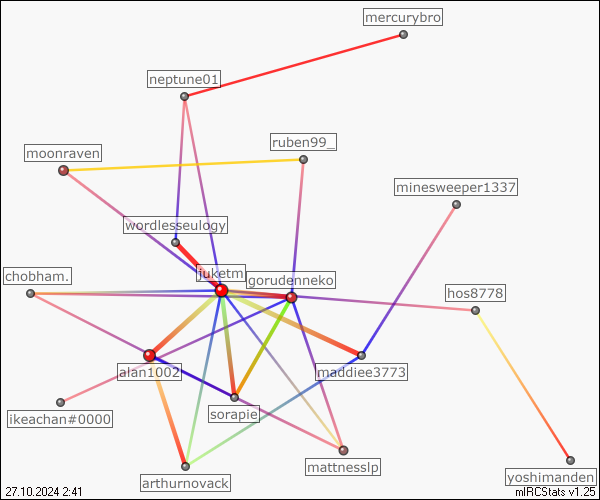 mercurybro
neptune01
ruben99_
moonraven
minesweeper1337
wordlesseulogy
chobham.
juketm
gorudenneko
hos8778
alan1002
maddiee3773
ikeachan#0000
sorapie
mattnesslp
arthurnovack
yoshimanden
27.10.2024 2:41
mIRCStats v1.25